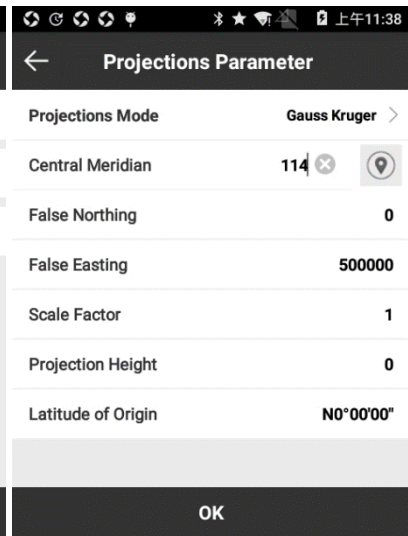 上午11:38
Projections Parameter
Projections Mode Gauss Kruger
Central Meridian 114
False Northing 0
False Easting 500000
Scale Factor 1
Projection Height 0
Latitude of Origin N0°00'00"
OK